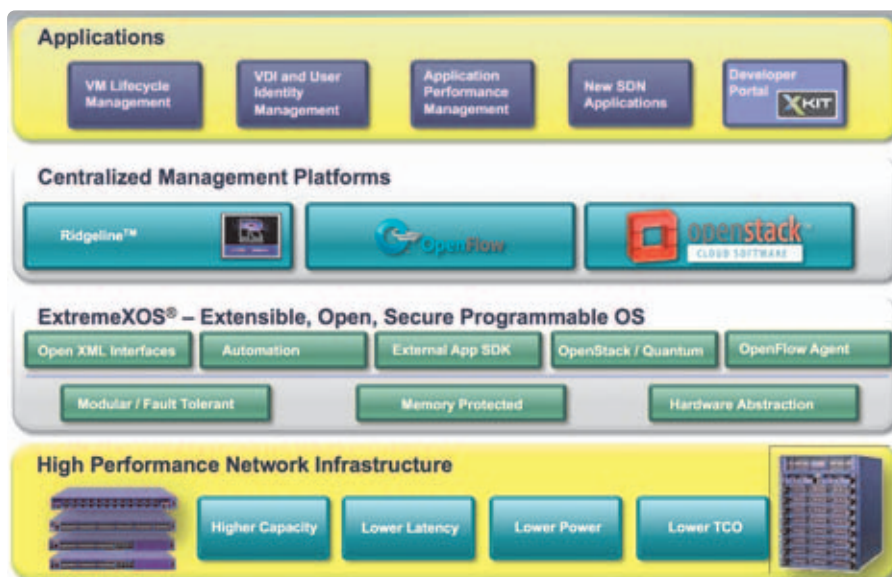 Applications
VM Lifecycle
Management
VDI and User
Identity
Management
Application
Performance
Management
New SDN
Applications
Developer
Portal
XKIT
Centralized Management Platforms
Ridgeline™
OpenFlow
openstack™
CLOUD SOFTWARE
ExtremeXOS® – Extensible, Open, Secure Programmable OS
Open XML Interfaces
Automation
External App SDK
OpenStack / Quantum
OpenFlow Agent
Modular / Fault Tolerant
Memory Protected
Hardware Abstraction
High Performance Network Infrastructure
Higher Capacity
Lower Latency
Lower Power
Lower TCO